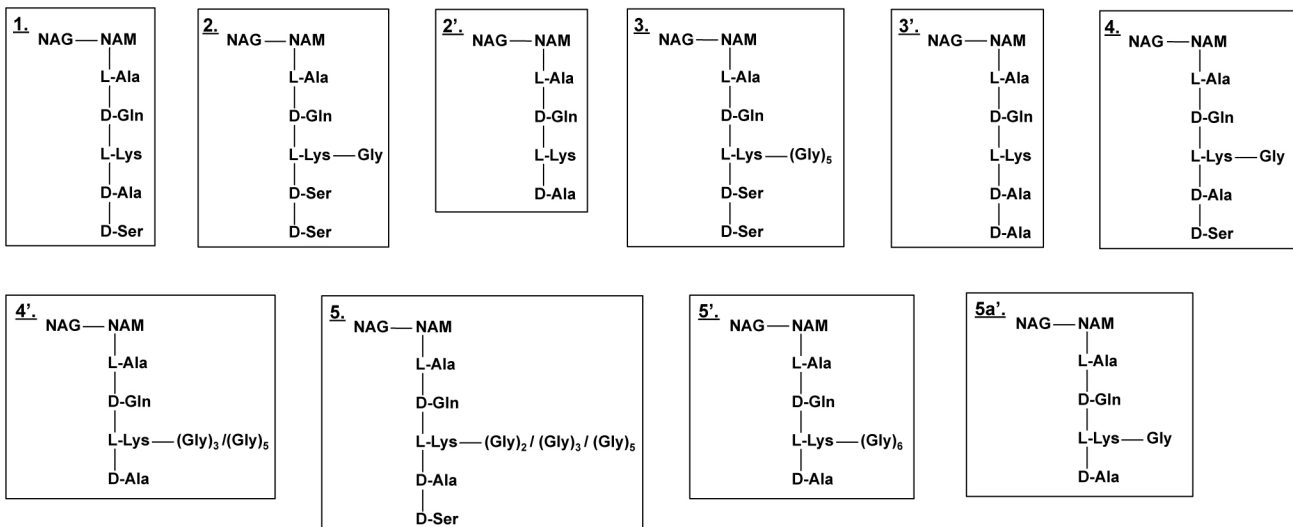 1.
NAG—NAM
L-Ala
D-Gln
L-Lys
D-Ala
D-Ser
2.
NAG—NAM
L-Ala
D-Gln
L-Lys—Gly
D-Ser
D-Ser
2’.
NAG—NAM
L-Ala
D-Gln
L-Lys
D-Ala
3.
NAG—NAM
L-Ala
D-Gln
L-Lys—(Gly)₅
D-Ser
D-Ser
3’.
NAG—NAM
L-Ala
D-Gln
L-Lys
D-Ala
D-Ala
4.
NAG—NAM
L-Ala
D-Gln
L-Lys—Gly
D-Ala
D-Ser
4’.
NAG—NAM
L-Ala
D-Gln
L-Lys—(Gly)₃/(Gly)₅
D-Ala
5.
NAG—NAM
L-Ala
D-Gln
L-Lys—(Gly)₂ / (Gly)₃ / (Gly)₅
D-Ala
D-Ser
5’.
NAG—NAM
L-Ala
D-Gln
L-Lys—(Gly)₆
D-Ala
5a’.
NAG—NAM
L-Ala
D-Gln
L-Lys—Gly
D-Ala